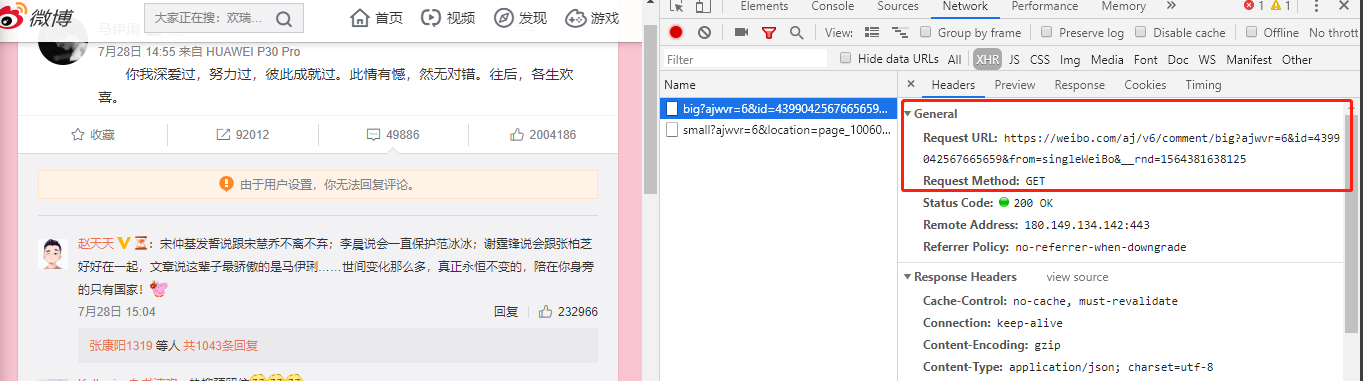 微博
大家正在搜：欢瑞...
首页
视频
发现
游戏
马伊琍
7月28日 14:55 来自 HUAWEI P30 Pro
你我深爱过，努力过，彼此成就过。此情有憾，然无对错。往后，各生欢
喜。
收藏
92012
49886
2004186
由于用户设置，你无法回复评论。
赵天天：宋仲基发誓说跟宋慧乔不离不弃；李晨说会一直保护范冰冰；谢霆锋说会跟张柏芝
好好在一起，文章说这辈子最骄傲的是马伊琍……世间变化那么多，真正永恒不变的，陪在你身旁
的只有国家！
7月28日 15:04
回复
232966
张康阳1319 等人 共1043条回复
Elements
Console
Sources
Network
Performance
Memory
»
1
1
View:
Group by frame
Preserve log
Disable cache
Offline
No thrott
Filter
Hide data URLs
All
XHR
JS
CSS
Img
Media
Font
Doc
WS
Manifest
Other
Name
big?ajwvr=6&id=4399042567665659...
small?ajwvr=6&location=page_10060...
Headers
Preview
Response
Cookies
Timing
General
Request URL: https://weibo.com/aj/v6/comment/big?ajwvr=6&id=4399
042567665659&from=singleWeiBo&__rnd=1564381638125
Request Method: GET
Status Code: 200 OK
Remote Address: 180.149.134.142:443
Referrer Policy: no-referrer-when-downgrade
Response Headers
view source
Cache-Control: no-cache, must-revalidate
Connection: keep-alive
Content-Encoding: gzip
Content-Type: application/json; charset=utf-8